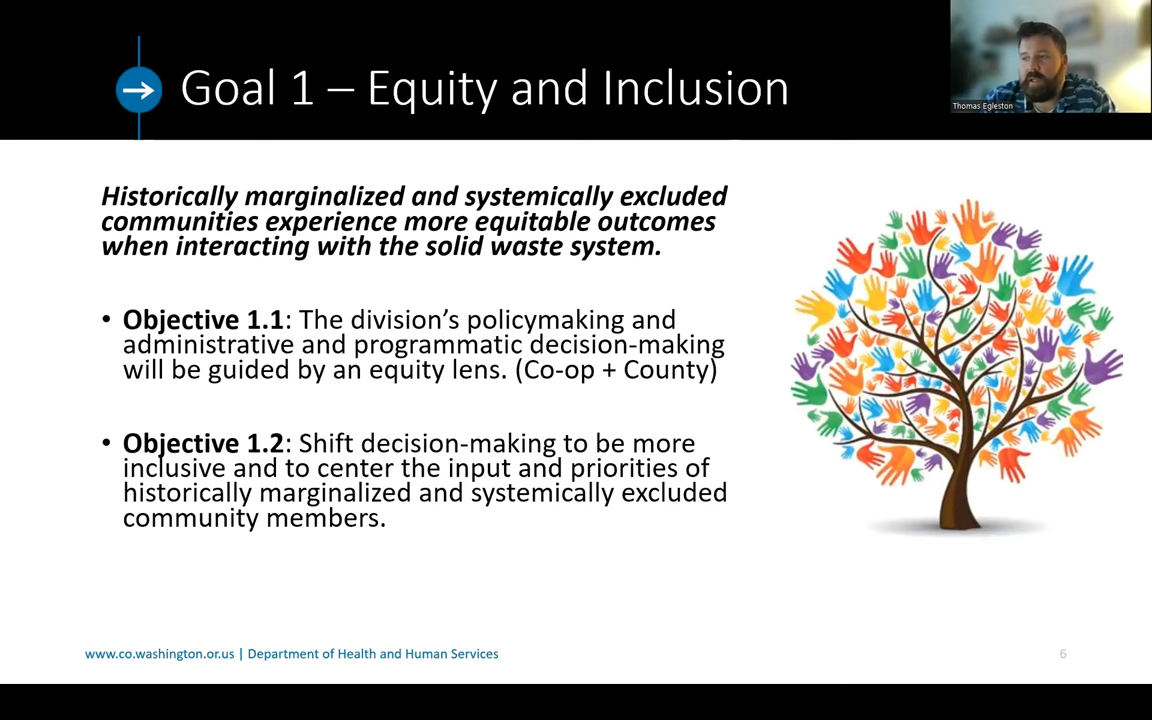 Goal 1 – Equity and Inclusion
Thomas Egleston
Historically marginalized and systemically excluded
communities experience more equitable outcomes
when interacting with the solid waste system.
• Objective 1.1: The division’s policymaking and
administrative and programmatic decision-making
will be guided by an equity lens. (Co-op + County)
• Objective 1.2: Shift decision-making to be more
inclusive and to center the input and priorities of
historically marginalized and systemically excluded
community members.
www.co.washington.or.us | Department of Health and Human Services
6